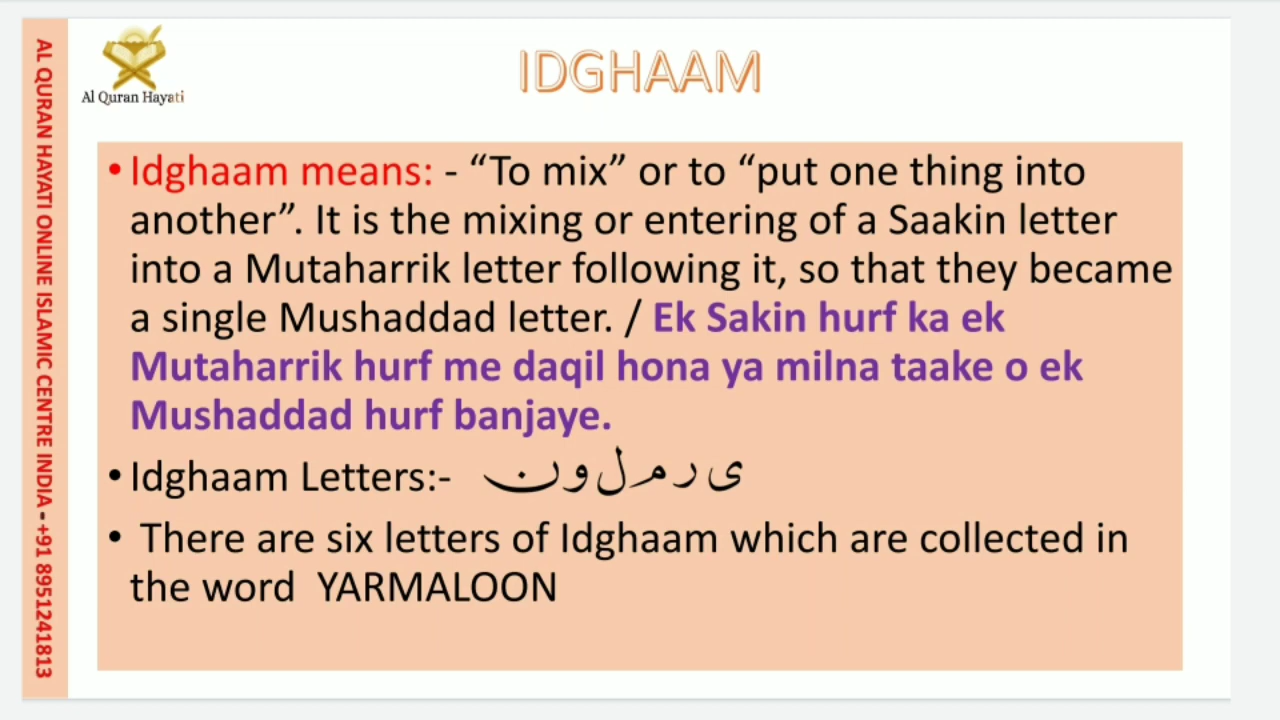 AL QURAN HAYATI ONLINE ISLAMIC CENTRE INDIA - +91 8951241813
Al Quran Hayati
IDGHAAM
• Idghaam means: - “To mix” or to “put one thing into
another”. It is the mixing or entering of a Saakin letter
into a Mutaharrik letter following it, so that they became
a single Mushaddad letter. / Ek Sakin hurf ka ek
Mutaharrik hurf me daqil hona ya milna taake o ek
Mushaddad hurf banjaye.
• Idghaam Letters:- ى ر م ل و ن
• There are six letters of Idghaam which are collected in
the word YARMALOON